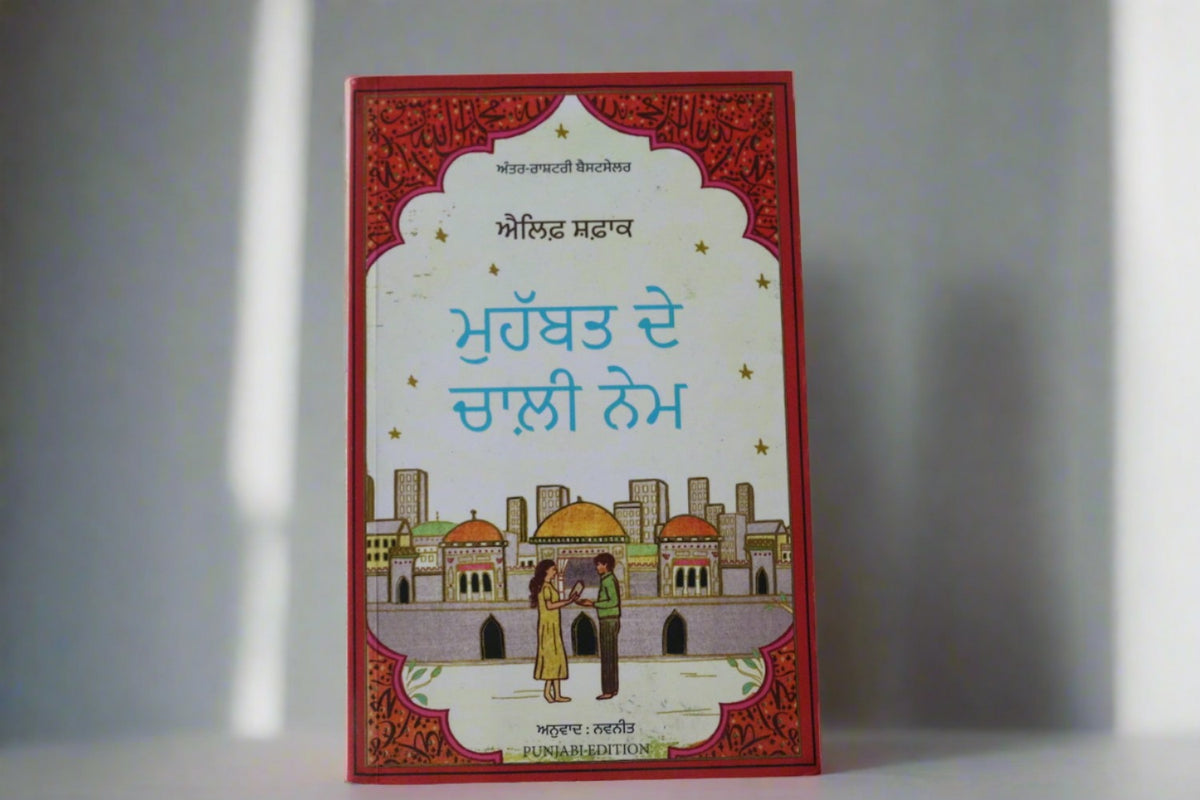 ਅੰਤਰ-ਰਾਸ਼ਟਰੀ ਬੈਸਟਸੇਲਰ
ਐਲਿਫ਼ ਸ਼ਫ਼ਾਕ
ਮੁਹੱਬਤ ਦੇ
ਚਾਲ਼ੀ ਨੇਮ
ਅਨੁਵਾਦ : ਨਵਨੀਤ
PUNJABI-EDITION